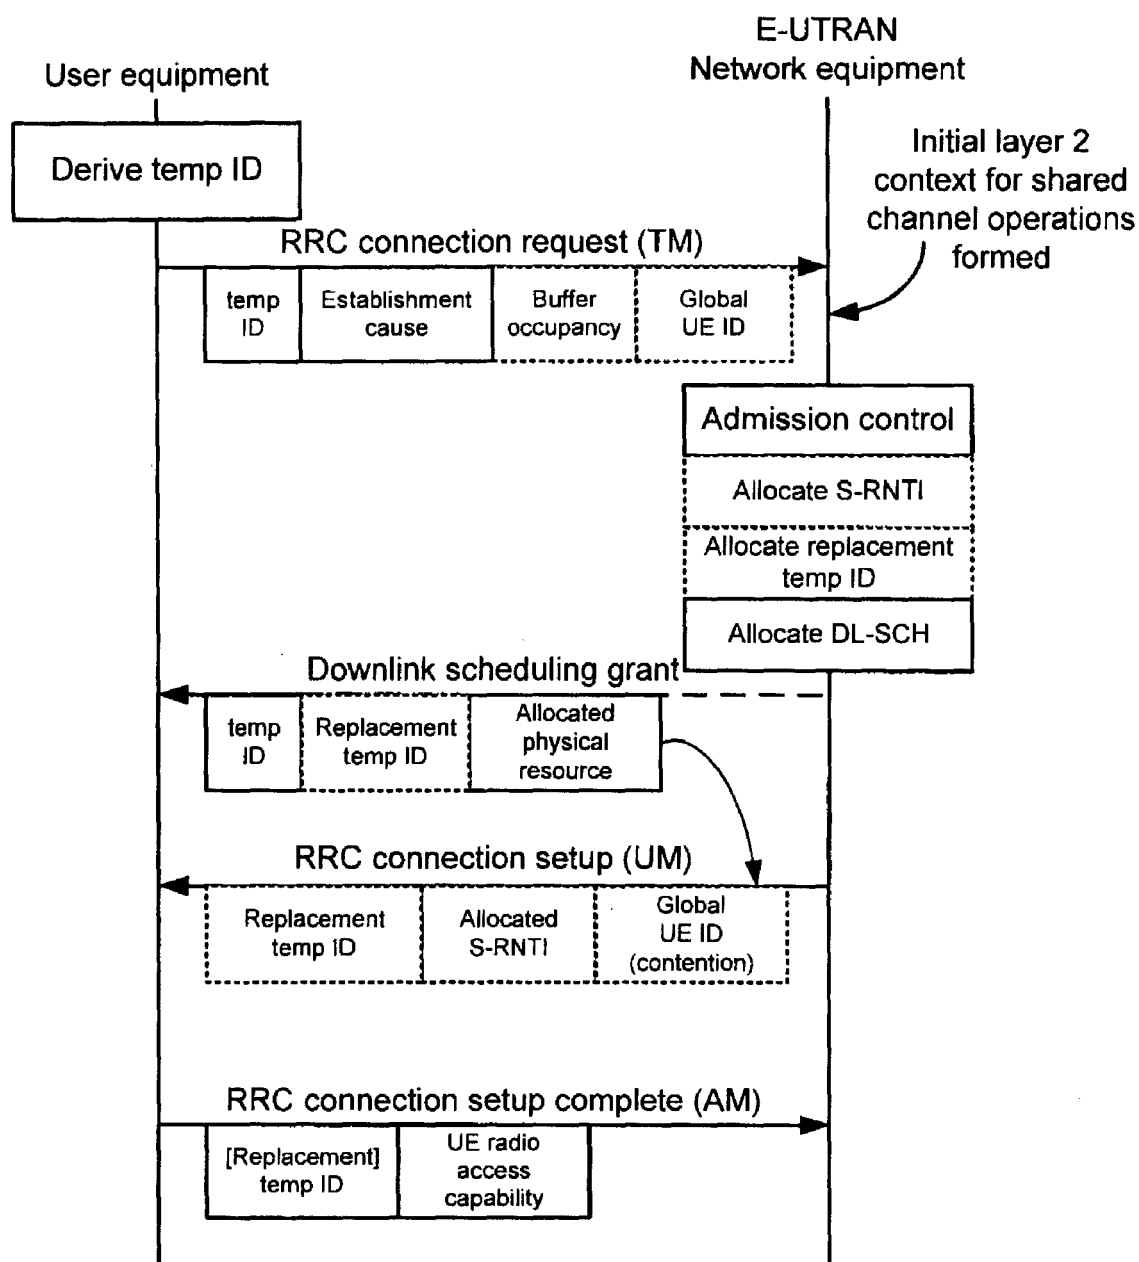 E-UTRAN
Network equipment
User equipment
Derive temp ID
Initial layer 2
context for shared
channel operations
formed
RRC connection request (TM)
temp
ID
Establishment
cause
Buffer
occupancy
Global
UE ID
Admission control
Allocate S-RNTI
Allocate replacement
temp ID
Allocate DL-SCH
Downlink scheduling grant
temp
ID
Replacement
temp ID
Allocated
physical
resource
RRC connection setup (UM)
Replacement
temp ID
Allocated
S-RNTI
Global
UE ID
(contention)
RRC connection setup complete (AM)
[Replacement]
temp ID
UE radio
access
capability